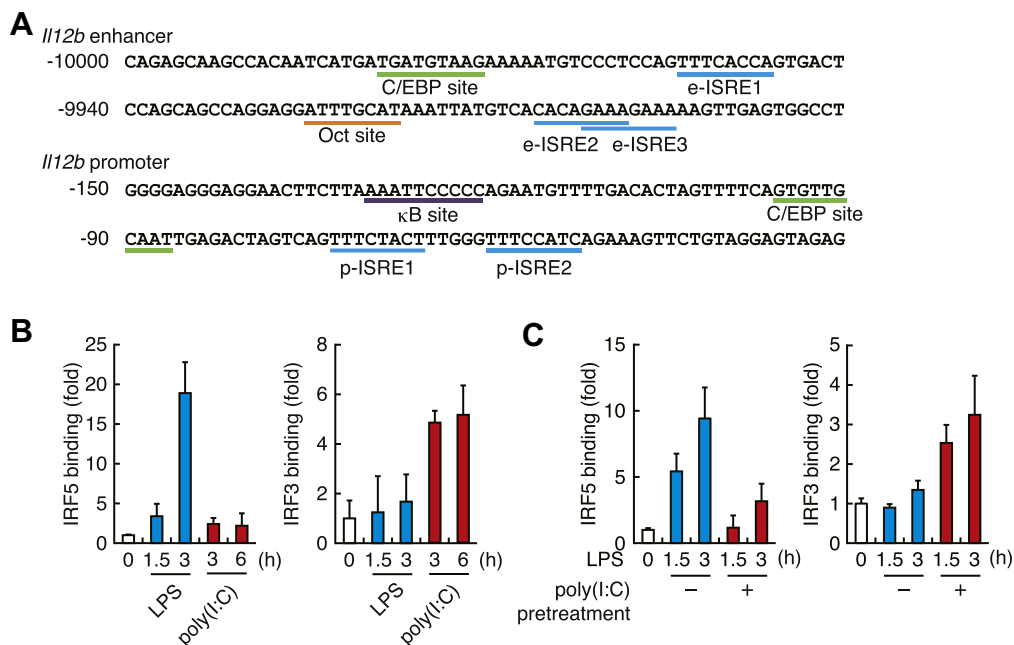 A
Il12b enhancer
-10000 CAGAGCAAGCCACAATCATGATGATGTAAGAAAAATGTCCCTCCAGTTTCACCAGTGACT
C/EBP site e-ISRE1
-9940 CCAGCAGCCAGGAGGATTTGCATAAATTATGTCACACAGAAAGAAAAAGTTGAGTGGCCT
Oct site e-ISRE2 e-ISRE3
Il12b promoter
-150 GGGGAGGGAGGAACTTCTTAAAATTCCCCCAGAATGTTTTGACACTAGTTTTCAGTGTTG
κB site C/EBP site
-90 CAATTGAGACTAGTCAGTTTCTACTTTGGGTTTCCATCAGAAAGTTCTGTAGGAGTAGAG
p-ISRE1 p-ISRE2
B
IRF5 binding (fold)
25
20
15
10
5
0
0 1.5 3 3 6 (h)
LPS poly(I:C)
IRF3 binding (fold)
8
6
4
2
0
0 1.5 3 3 6 (h)
LPS poly(I:C)
C
IRF5 binding (fold)
15
10
5
0
LPS 0 1.5 3 1.5 3 (h)
poly(I:C) pretreatment − +
IRF3 binding (fold)
5
4
3
2
1
0
0 1.5 3 1.5 3 (h)
− +